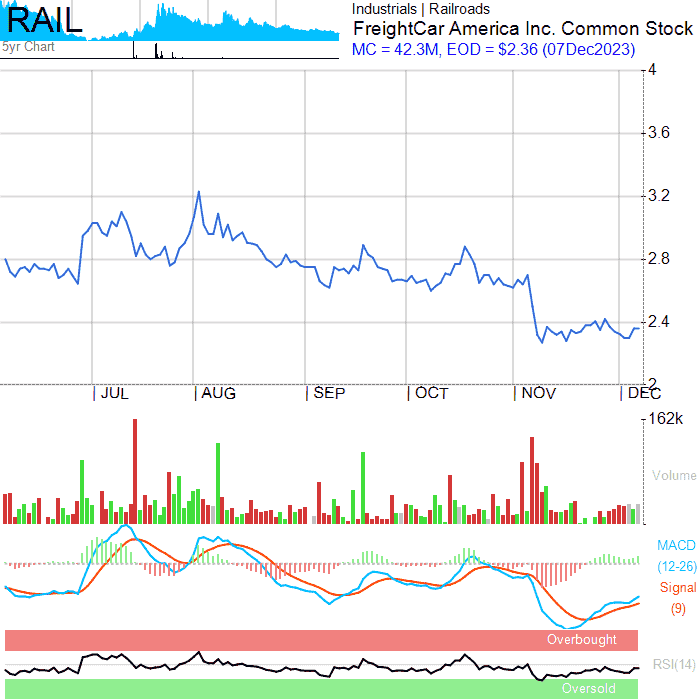 RAIL
5yr Chart
Industrials | Railroads
FreightCar America Inc. Common Stock
MC = 42.3M, EOD = $2.36 (07Dec2023)
4
3.6
3.2
2.8
2.4
2
JUL AUG SEP OCT NOV DEC
162k
Volume
MACD
(12-26)
Signal
(9)
Overbought
RSI(14)
Oversold